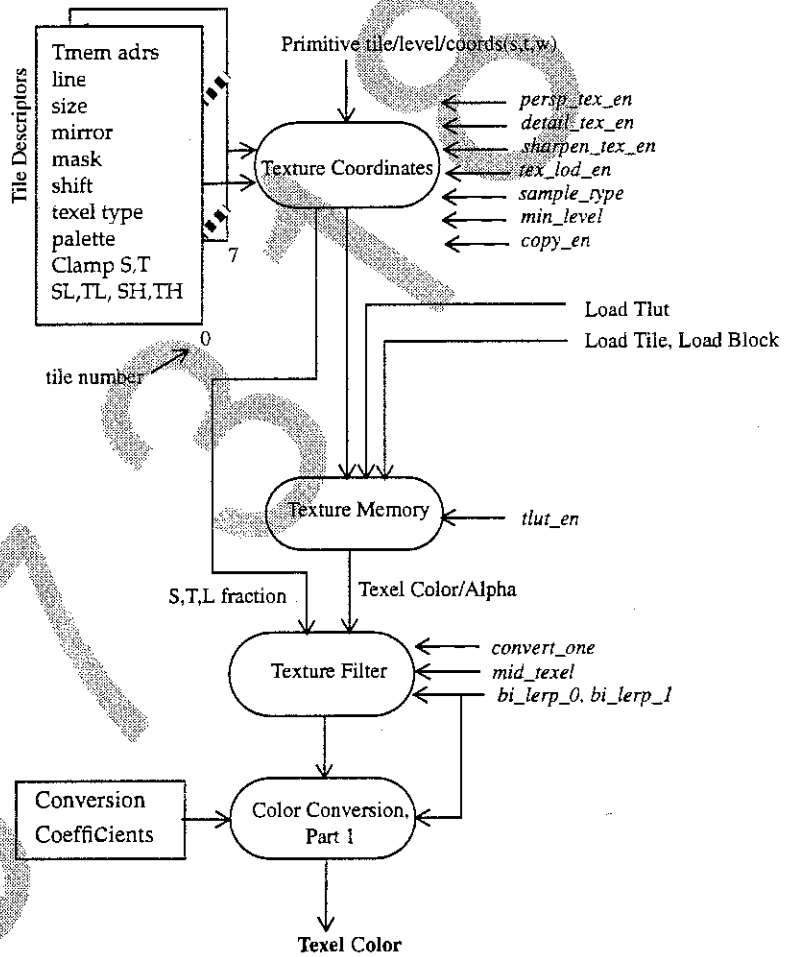 Primitive tile/level/coords(s,t,w)
Tile Descriptors
Tmem adrs
line
size
mirror
mask
shift
texel type
palette
Clamp S,T
SL,TL, SH,TH
7
0
tile number
Texture Coordinates
persp_tex_en
detail_tex_en
sharpen_tex_en
tex_lod_en
sample_type
min_level
copy_en
Load Tlut
Load Tile, Load Block
Texture Memory
tlut_en
S,T,L fraction
Texel Color/Alpha
Texture Filter
convert_one
mid_texel
bi_lerp_0, bi_lerp_1
Conversion
CoeffiCients
Color Conversion,
Part 1
Texel Color